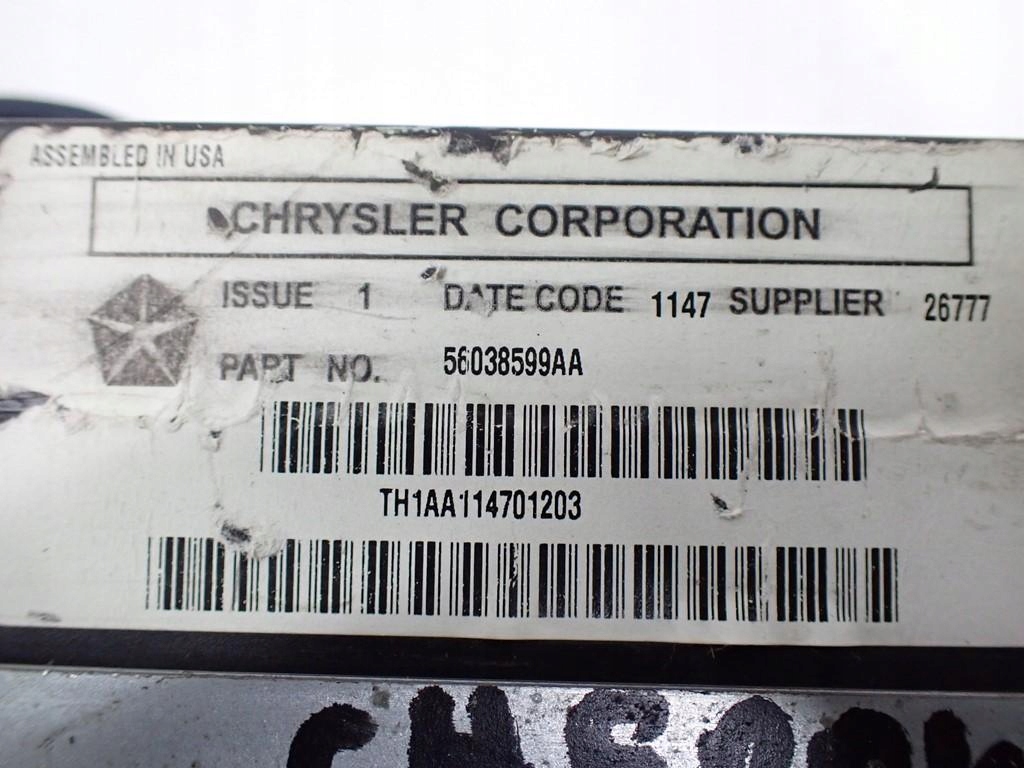 ASSEMBLED IN USA
CHRYSLER CORPORATION
ISSUE 1 DATE CODE 1147 SUPPLIER 26777
PART NO. 56038599AA
TH1AA114701203